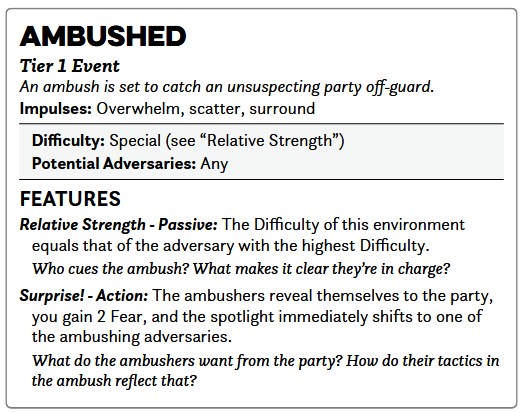 AMBUSHED
Tier 1 Event
An ambush is set to catch an unsuspecting party off-guard.
Impulses: Overwhelm, scatter, surround
Difficulty: Special (see “Relative Strength”)
Potential Adversaries: Any
FEATURES
Relative Strength - Passive: The Difficulty of this environment
equals that of the adversary with the highest Difficulty.
Who cues the ambush? What makes it clear they’re in charge?
Surprise! - Action: The ambushers reveal themselves to the party,
you gain 2 Fear, and the spotlight immediately shifts to one of
the ambushing adversaries.
What do the ambushers want from the party? How do their tactics in
the ambush reflect that?